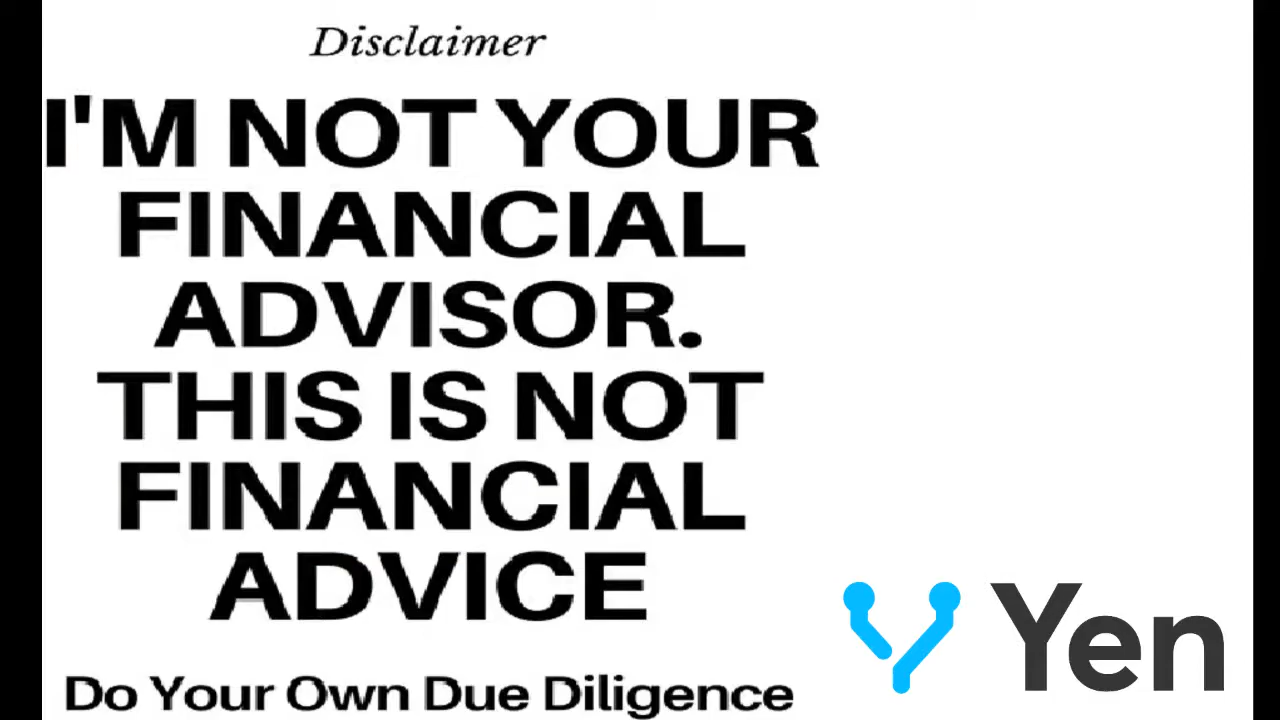 Disclaimer
I'M NOT YOUR
FINANCIAL
ADVISOR.
THIS IS NOT
FINANCIAL
ADVICE
Do Your Own Due Diligence
Yen